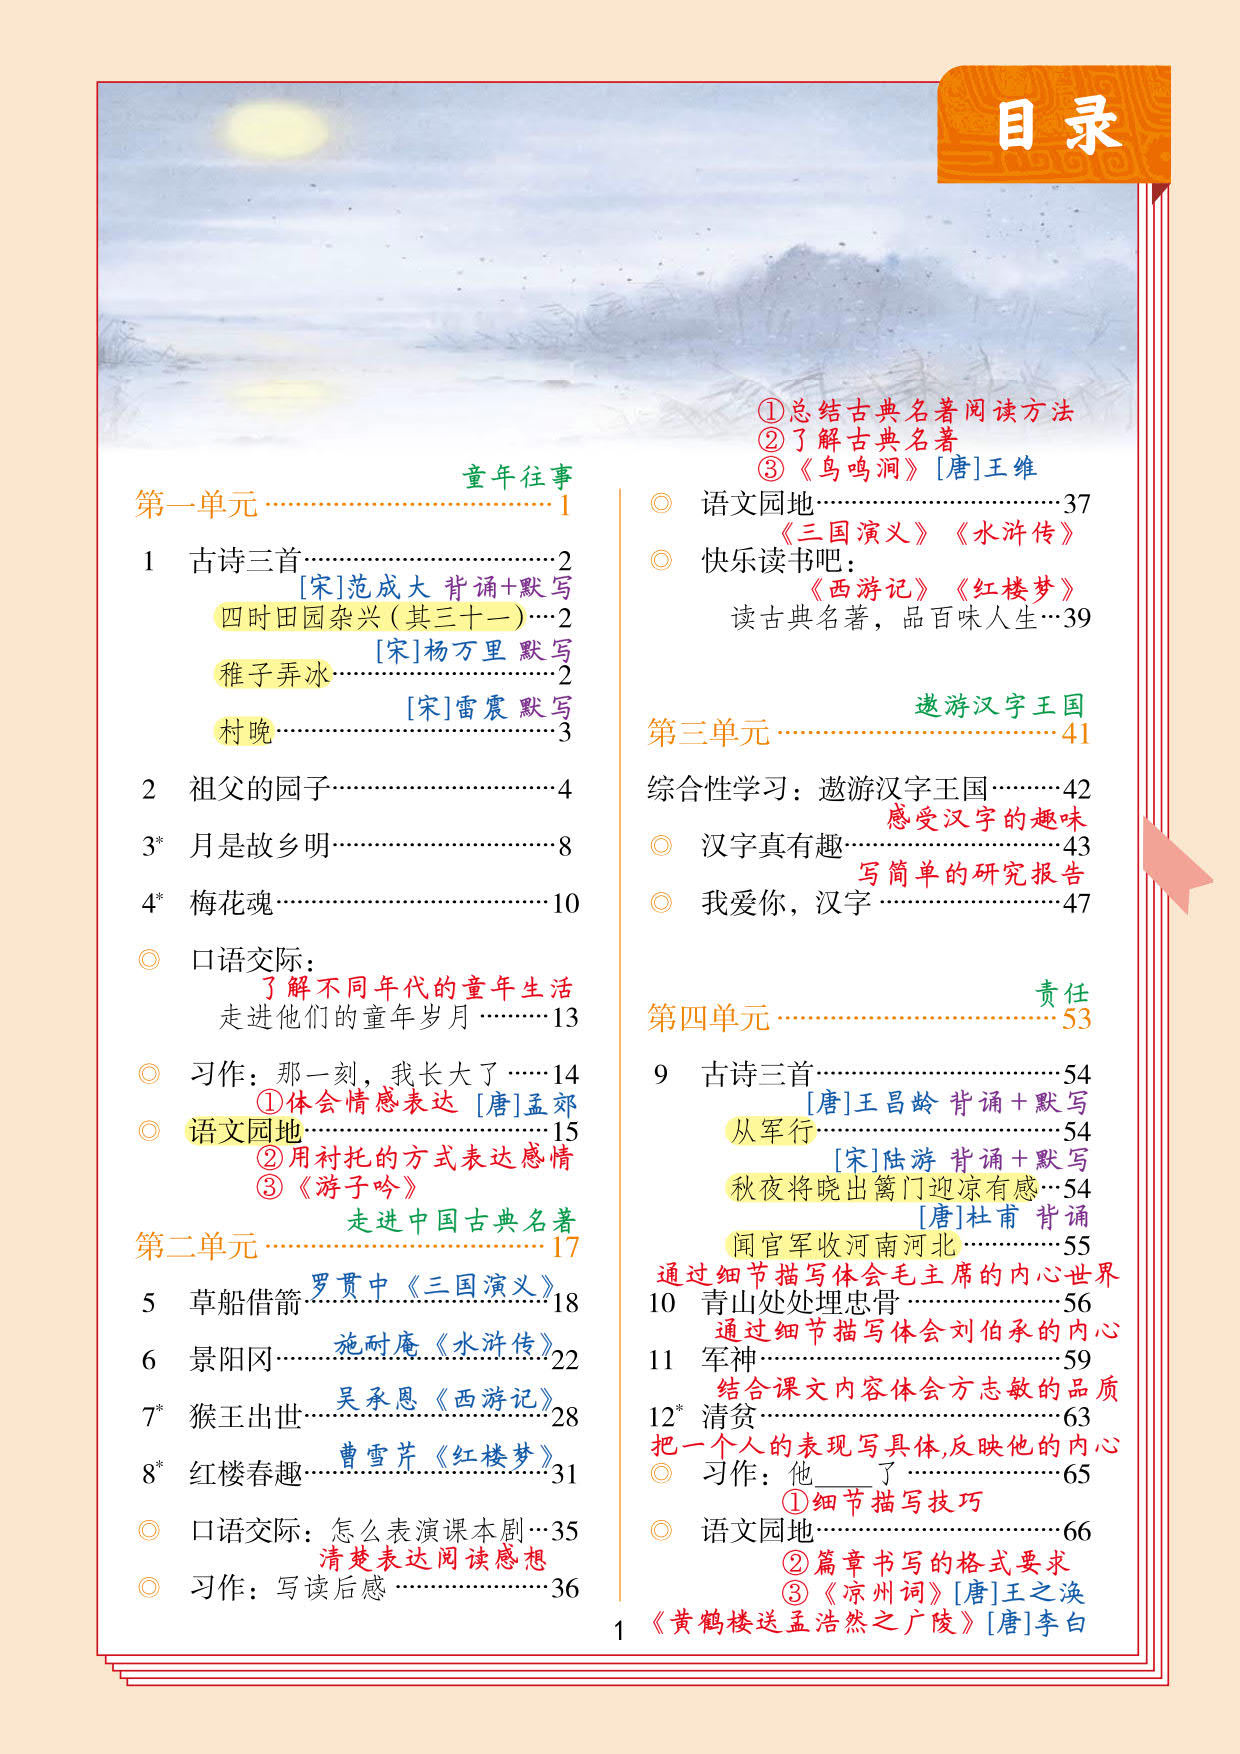 目录
童年往事
第一单元…………1
1 古诗三首…………2
[宋]范成大 背诵+默写
四时田园杂兴（其三十一）…2
[宋]杨万里 默写
稚子弄冰…………2
[宋]雷震 默写
村晚…………3
2 祖父的园子…………4
3* 月是故乡明…………8
4* 梅花魂…………10
◎ 口语交际：
了解不同年代的童年生活
走进他们的童年岁月………13
◎ 习作：那一刻，我长大了……14
①体会情感表达 [唐]孟郊
◎ 语文园地…………15
②用衬托的方式表达感情
③《游子吟》
走进中国古典名著
第二单元…………17
罗贯中《三国演义》
5 草船借箭…………18
施耐庵《水浒传》
6 景阳冈…………22
吴承恩《西游记》
7* 猴王出世…………28
曹雪芹《红楼梦》
8* 红楼春趣…………31
◎ 口语交际：怎么表演课本剧…35
清楚表达阅读感想
◎ 习作：写读后感…………36
①总结古典名著阅读方法
②了解古典名著
③《鸟鸣涧》[唐]王维
◎ 语文园地…………37
《三国演义》《水浒传》
◎ 快乐读书吧：
《西游记》《红楼梦》
读古典名著，品百味人生…39
遨游汉字王国
第三单元…………41
综合性学习：遨游汉字王国………42
感受汉字的趣味
◎ 汉字真有趣…………43
写简单的研究报告
◎ 我爱你，汉字…………47
责任
第四单元…………53
9 古诗三首…………54
[唐]王昌龄 背诵+默写
从军行…………54
[宋]陆游 背诵+默写
秋夜将晓出篱门迎凉有感…54
[唐]杜甫 背诵
闻官军收河南河北…………55
通过细节描写体会毛主席的内心世界
10 青山处处埋忠骨…………56
通过细节描写体会刘伯承的内心
11 军神…………59
结合课文内容体会方志敏的品质
12* 清贫…………63
把一个人的表现写具体,反映他的内心
◎ 习作：他____了…………65
①细节描写技巧
◎ 语文园地…………66
②篇章书写的格式要求
③《凉州词》[唐]王之涣
《黄鹤楼送孟浩然之广陵》[唐]李白
1